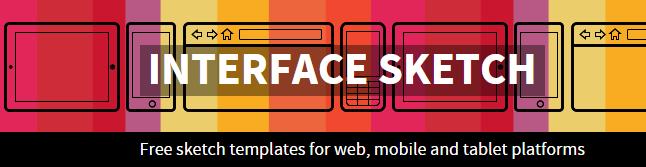 INTERFACE SKETCH
Free sketch templates for web, mobile and tablet platforms